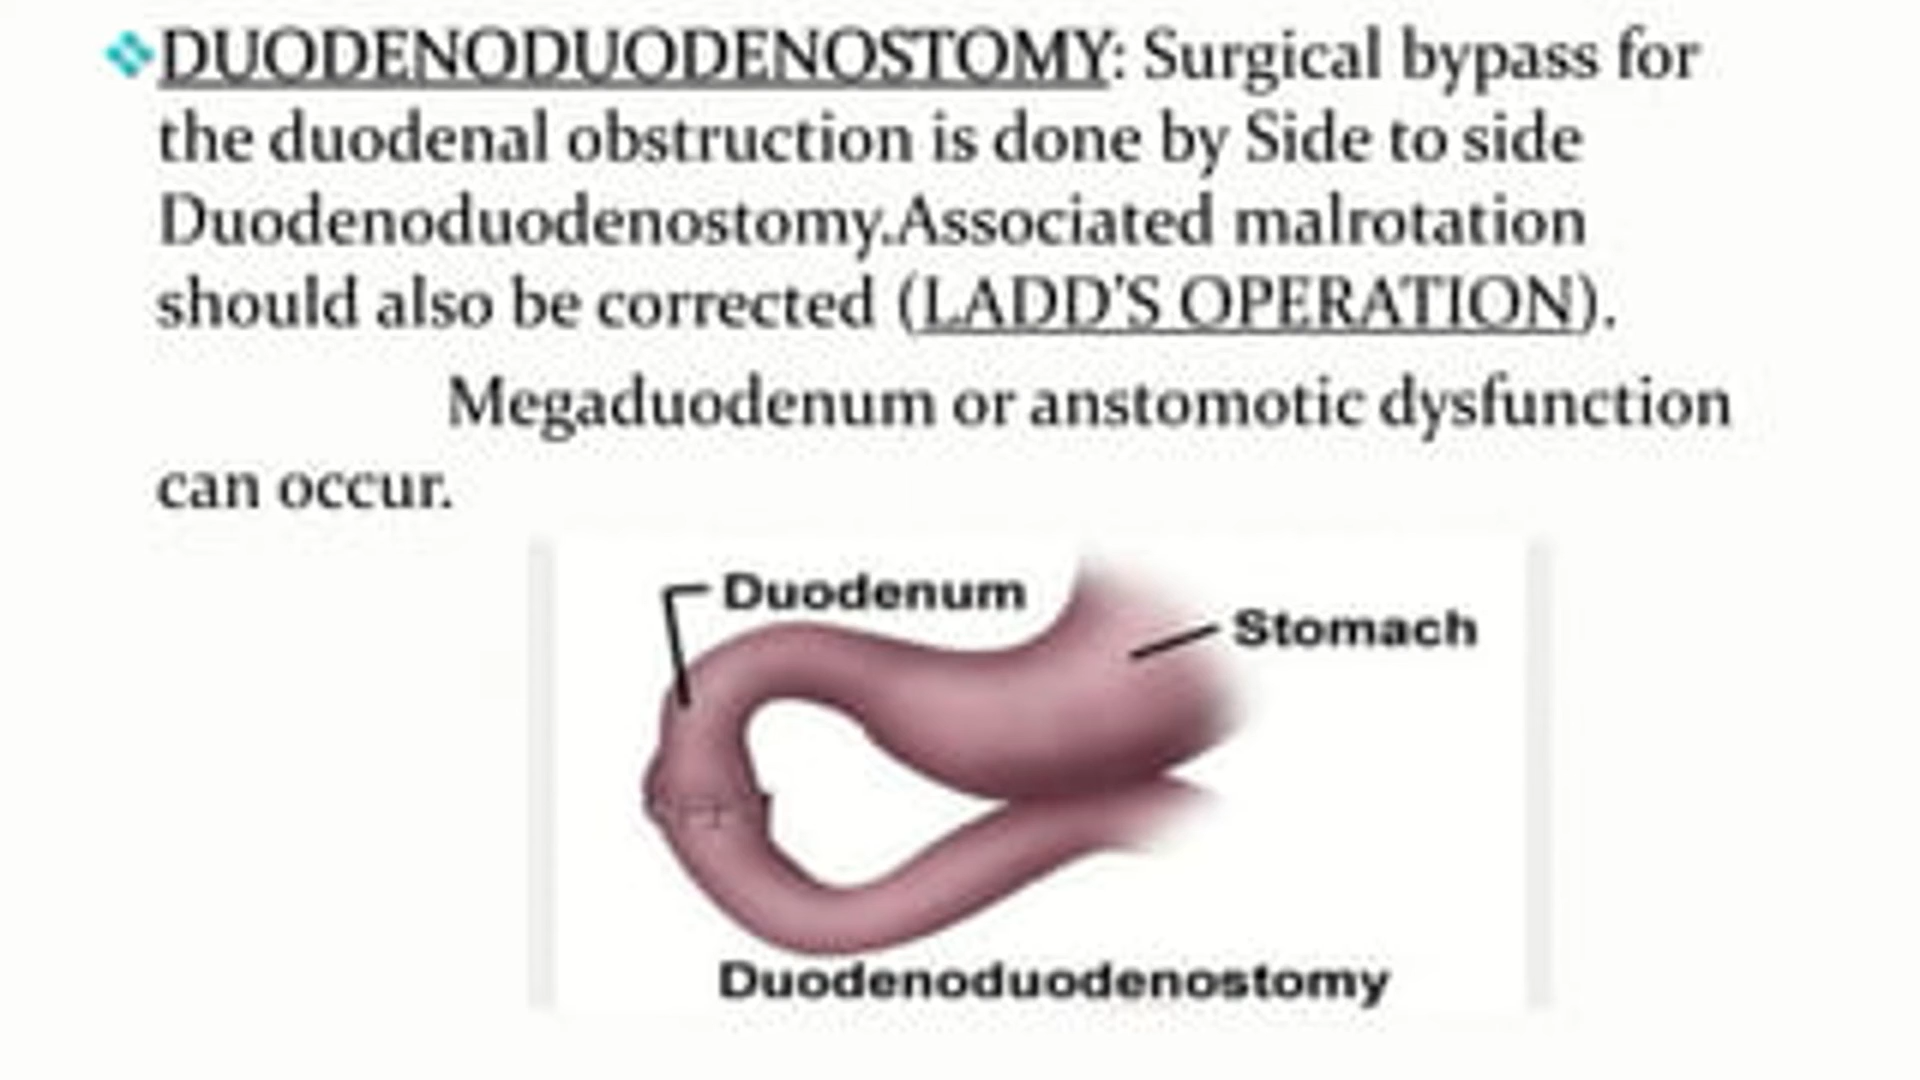 DUODENODUODENOSTOMY: Surgical bypass for
the duodenal obstruction is done by Side to side
Duodenoduodenostomy.Associated malrotation
should also be corrected (LADD'S OPERATION).
Megaduodenum or anstomotic dysfunction
can occur.
Duodenum
Stomach
Duodenoduodenostomy